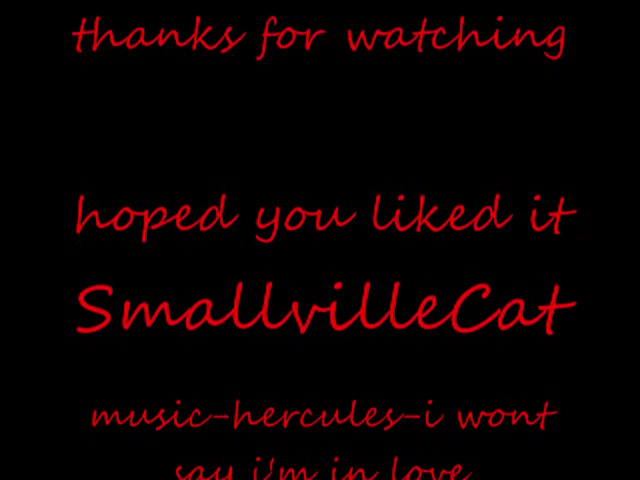 thanks for watching
hoped you liked it
SmallvilleCat
music-hercules-i wont
say i'm in love